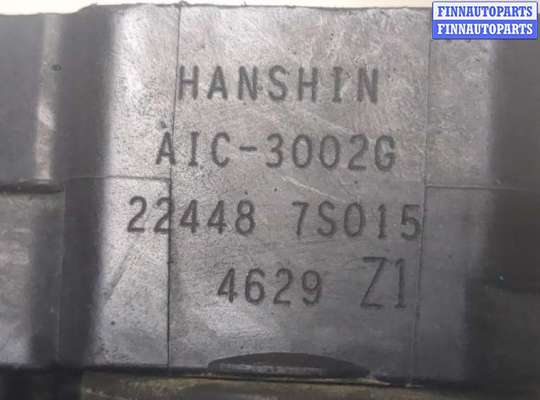 FINNAUTOPARTS
FINNAUTOPARTS
HANSHIN
AIC-3002G
22448 7S015
4629 Z1